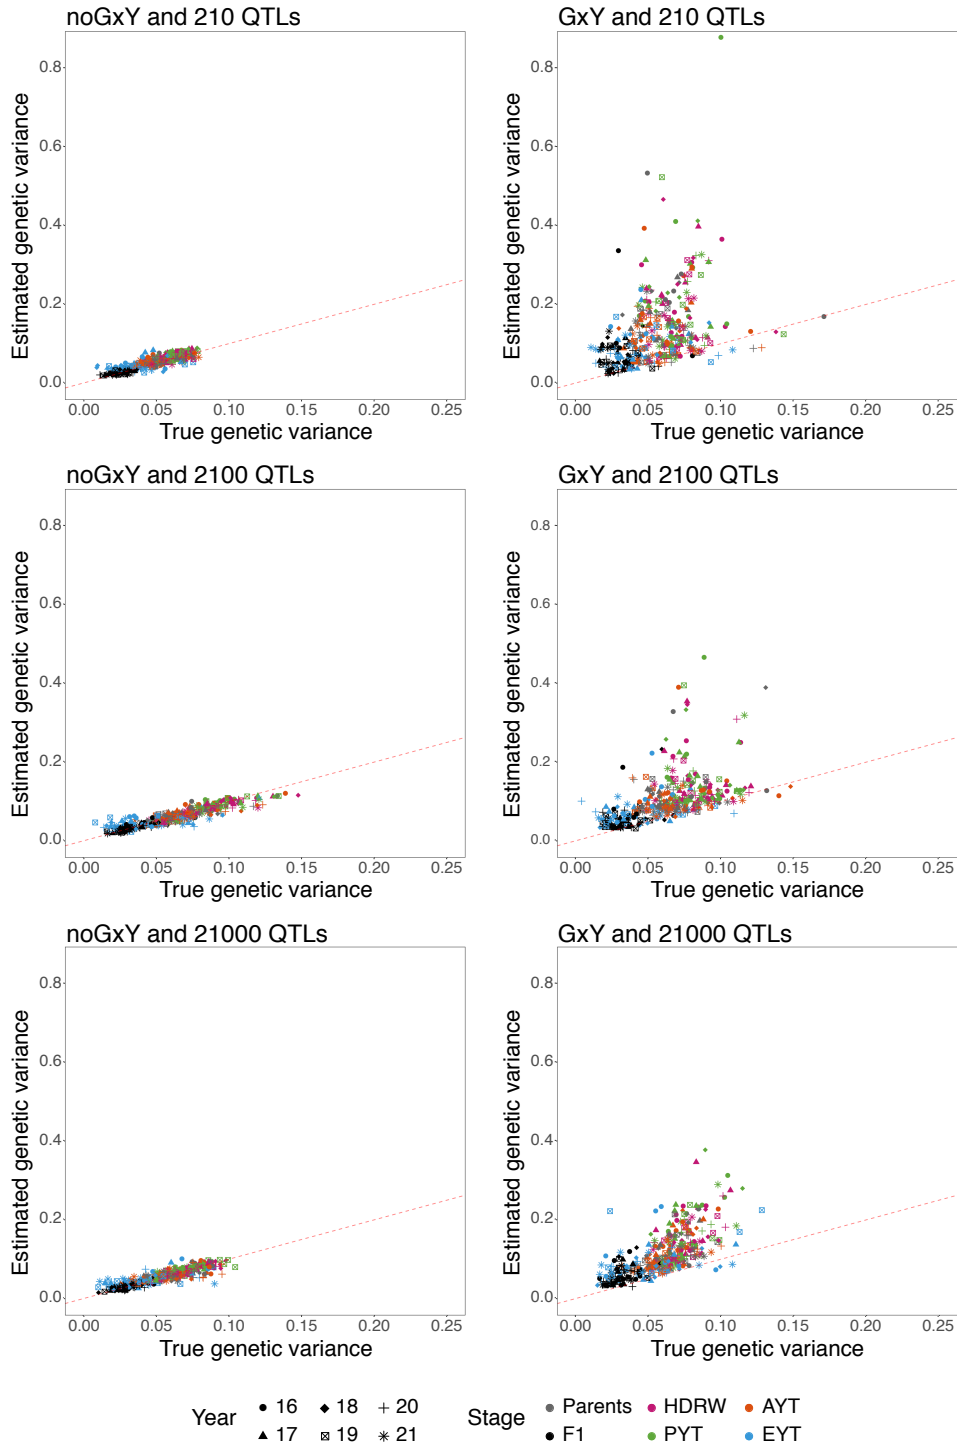 noGxY and 210 QTLs
GxY and 210 QTLs
Estimated genetic variance
0.8
0.6
0.4
0.2
0.0
0.00 0.05 0.10 0.15 0.20 0.25
True genetic variance
Estimated genetic variance
0.8
0.6
0.4
0.2
0.0
0.00 0.05 0.10 0.15 0.20 0.25
True genetic variance
noGxY and 2100 QTLs
GxY and 2100 QTLs
Estimated genetic variance
0.8
0.6
0.4
0.2
0.0
0.00 0.05 0.10 0.15 0.20 0.25
True genetic variance
Estimated genetic variance
0.8
0.6
0.4
0.2
0.0
0.00 0.05 0.10 0.15 0.20 0.25
True genetic variance
noGxY and 21000 QTLs
GxY and 21000 QTLs
Estimated genetic variance
0.8
0.6
0.4
0.2
0.0
0.00 0.05 0.10 0.15 0.20 0.25
True genetic variance
Estimated genetic variance
0.8
0.6
0.4
0.2
0.0
0.00 0.05 0.10 0.15 0.20 0.25
True genetic variance
Year
16 18 20
17 19 21
Stage
Parents HDRW AYT
F1 PYT EYT